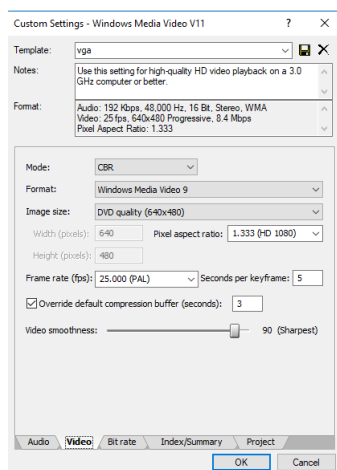 Custom Settings - Windows Media Video V11 ? ×
Template: vga
Notes: Use this setting for high-quality HD video playback on a 3.0
GHz computer or better.
Format: Audio: 192 Kbps, 48,000 Hz, 16 Bit, Stereo, WMA
Video: 25 fps, 640x480 Progressive, 8.4 Mbps
Pixel Aspect Ratio: 1.333
Mode: CBR
Format: Windows Media Video 9
Image size: DVD quality (640x480)
Width (pixels): 640 Pixel aspect ratio: 1.333 (HD 1080)
Height (pixels): 480
Frame rate (fps): 25.000 (PAL) Seconds per keyframe: 5
Override default compression buffer (seconds): 3
Video smoothness: 90 (Sharpest)
Audio Video Bit rate Index/Summary Project
OK Cancel